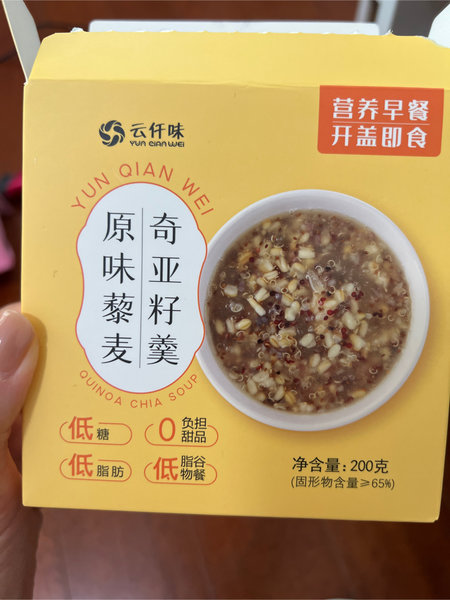 云仟味
YUN QIAN WEI
营养早餐
开盖即食
YUN QIAN WEI
原味藜麦
奇亚籽羹
QUINOA CHIA SOUP
低糖
0负担甜品
低脂肪
低脂谷物餐
净含量:200克
(固形物含量≥65%)